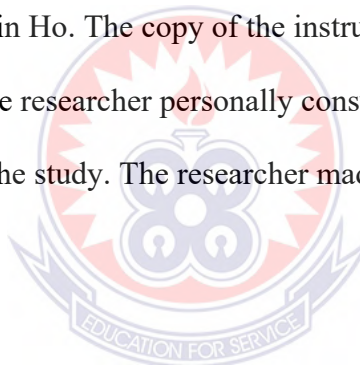 in Ho. The copy of the instru
e researcher personally cons
he study. The researcher mad
EDUCATION FOR SERVICE